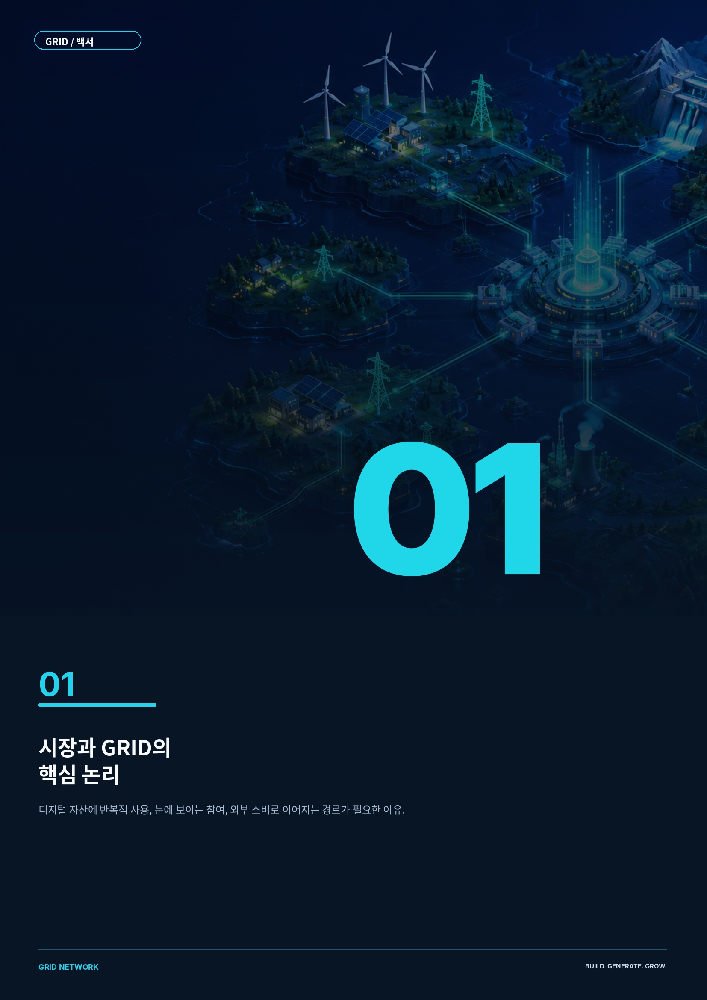 GRID / 백서
01
01
시장과 GRID의
핵심 논리
디지털 자산에 반복적 사용, 눈에 보이는 참여, 외부 소비로 이어지는 경로가 필요한 이유.
GRID NETWORK
BUILD. GENERATE. GROW.